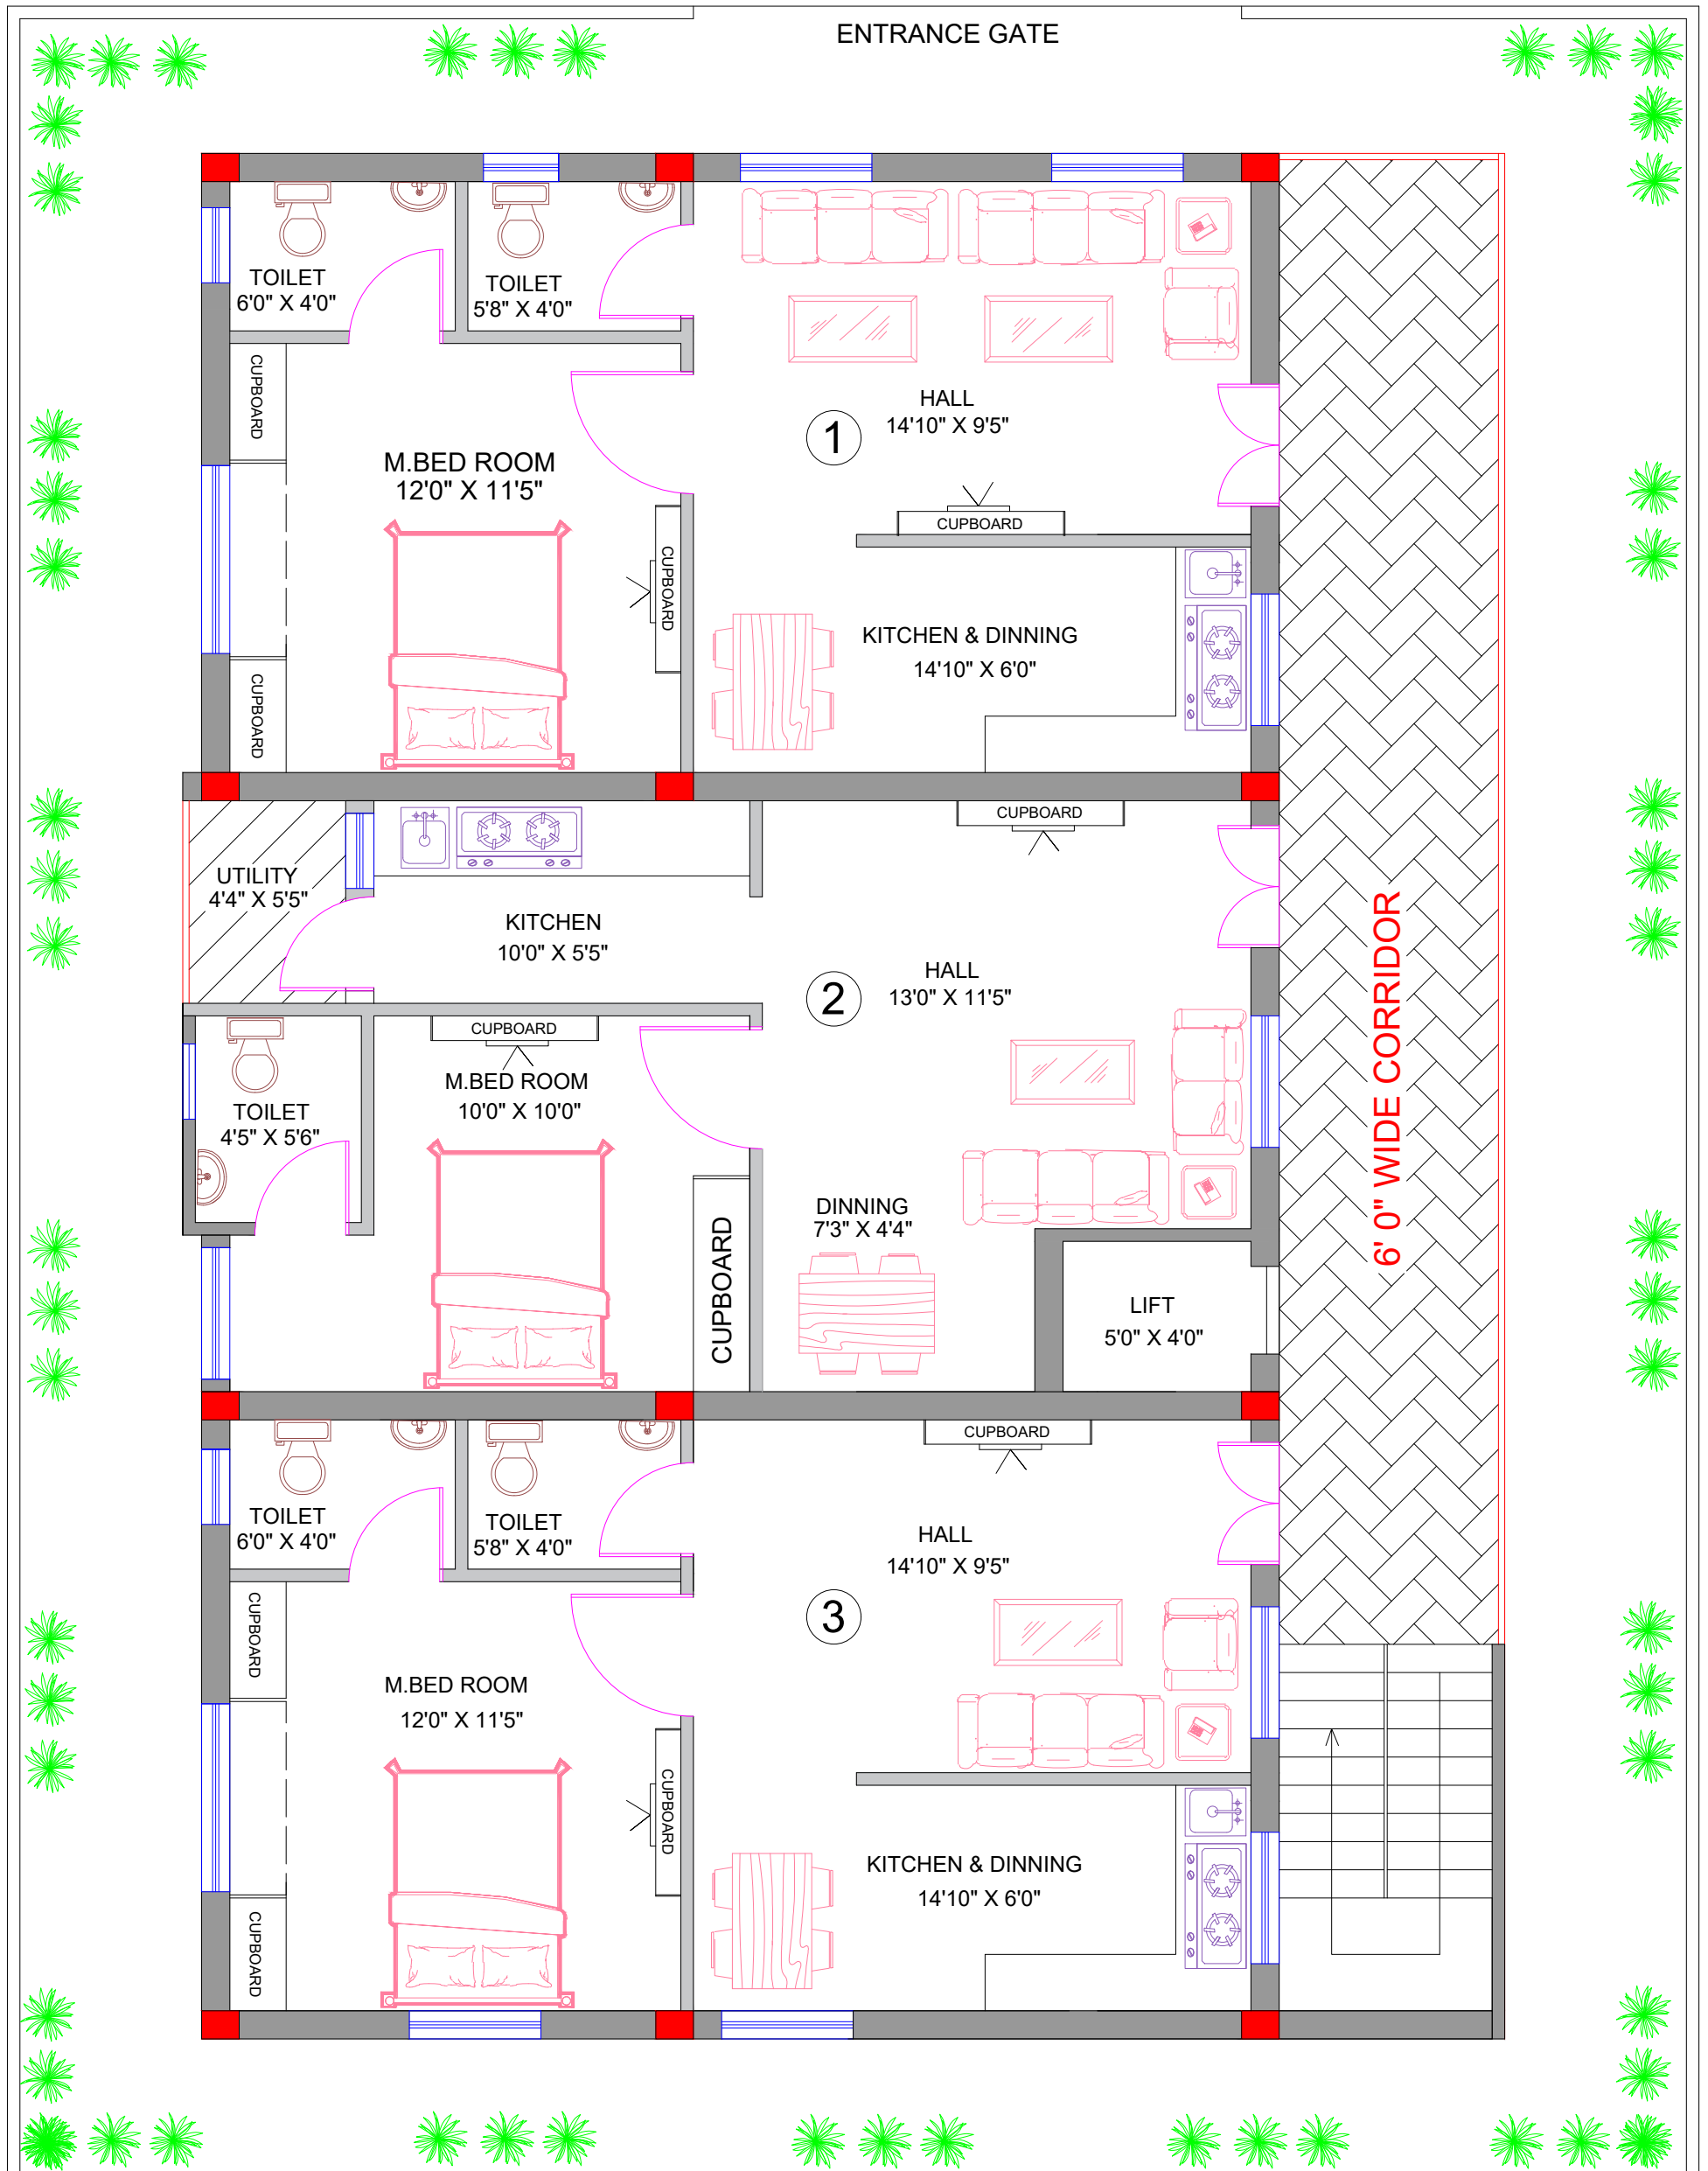 ENTRANCE GATE
TOILET
6'0" X 4'0"
TOILET
5'8" X 4'0"
CUPBOARD
M.BED ROOM
12'0" X 11'5"
HALL
14'10" X 9'5"
1
CUPBOARD
CUPBOARD
KITCHEN & DINNING
14'10" X 6'0"
CUPBOARD
CUPBOARD
UTILITY
4'4" X 5'5"
KITCHEN
10'0" X 5'5"
HALL
13'0" X 11'5"
2
6' 0" WIDE CORRIDOR
CUPBOARD
M.BED ROOM
10'0" X 10'0"
TOILET
4'5" X 5'6"
CUPBOARD
DINNING
7'3" X 4'4"
LIFT
5'0" X 4'0"
CUPBOARD
TOILET
6'0" X 4'0"
TOILET
5'8" X 4'0"
HALL
14'10" X 9'5"
3
CUPBOARD
M.BED ROOM
12'0" X 11'5"
CUPBOARD
KITCHEN & DINNING
14'10" X 6'0"
CUPBOARD